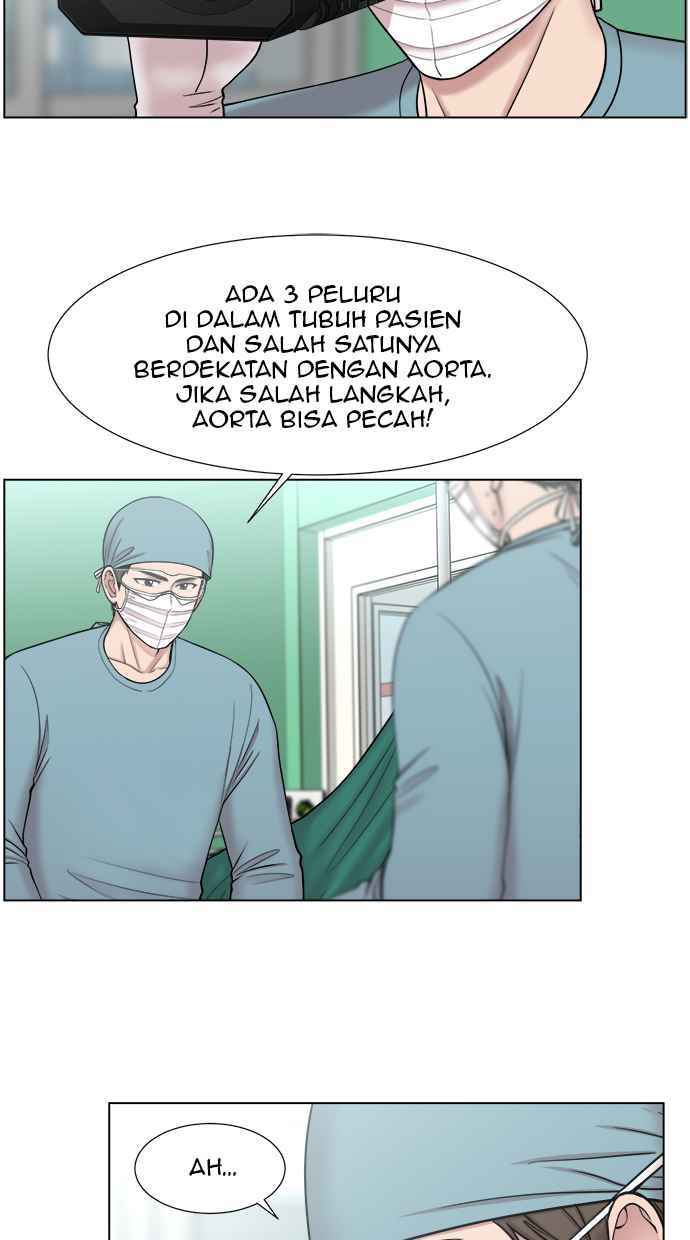 ADA 3 PELURU
DI DALAM TUBUH PASIEN
DAN SALAH SATUNYA
BERDEKATAN DENGAN AORTA.
JIKA SALAH LANGKAH,
AORTA BISA PECAH!
AH...